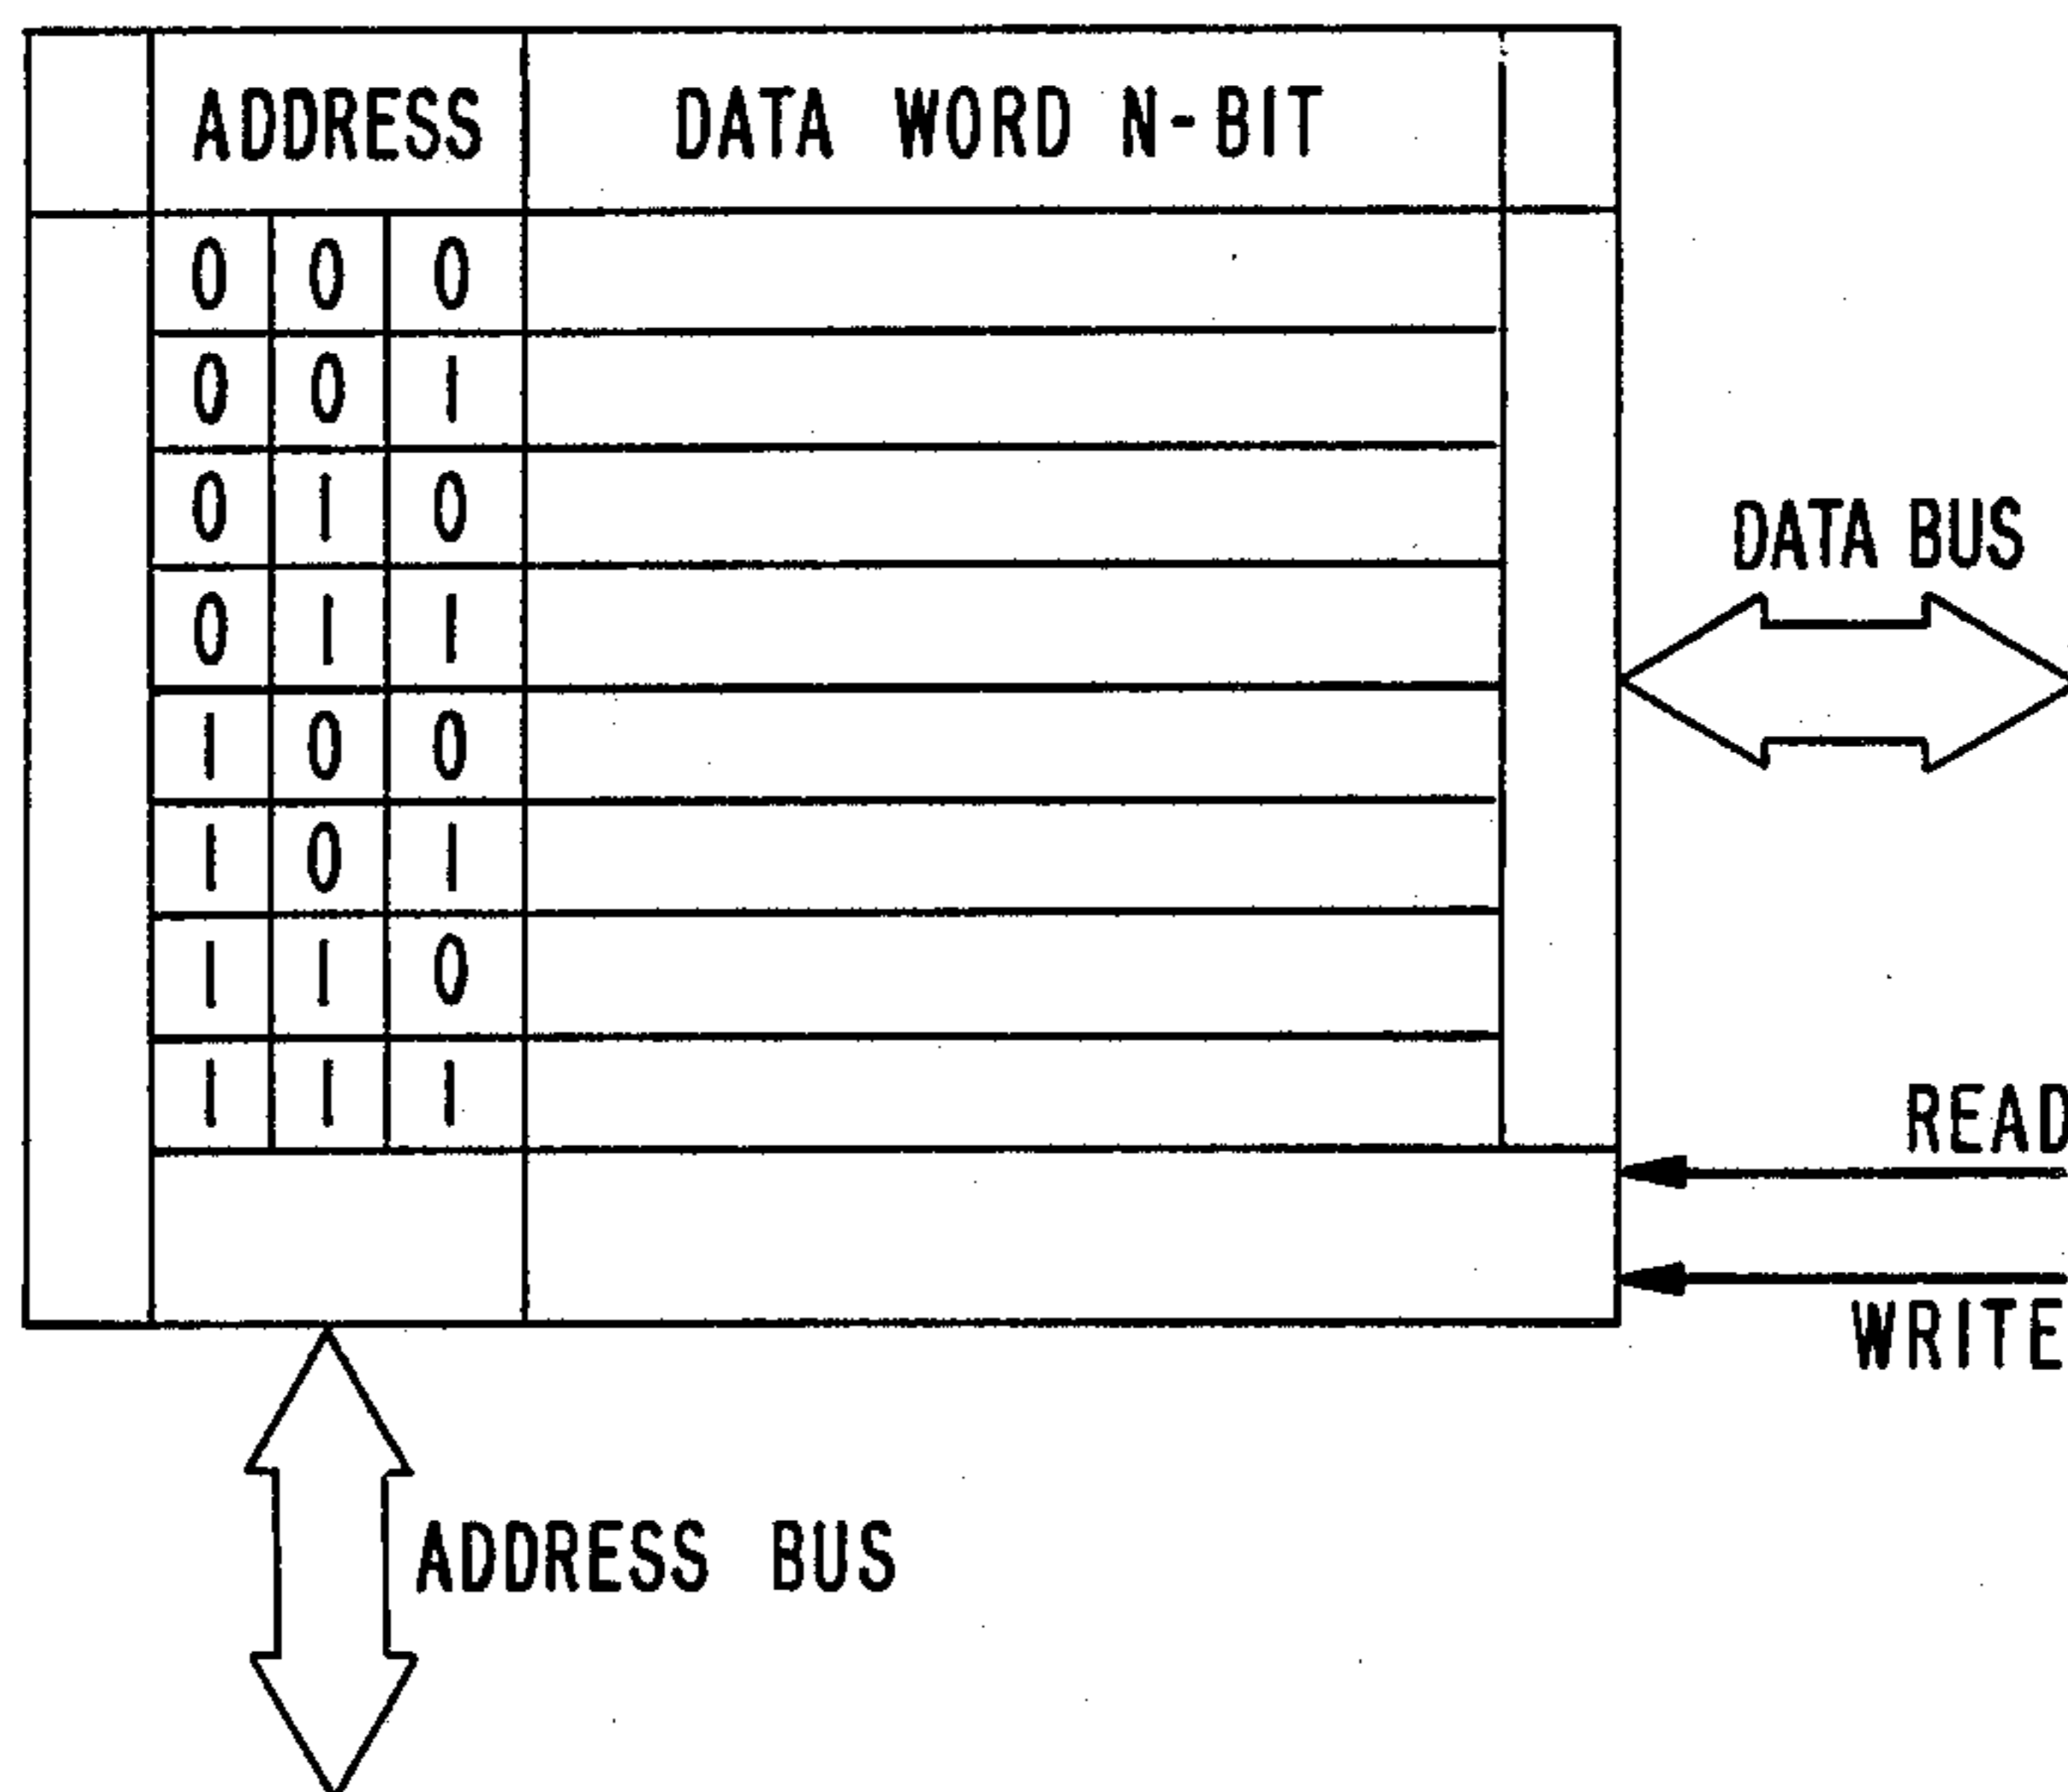 ADDRESS DATA WORD N-BIT
0 0 0
0 0 1
0 1 0
0 1 1
1 0 0
1 0 1
1 1 0
1 1 1
DATA BUS
READ
WRITE
ADDRESS BUS